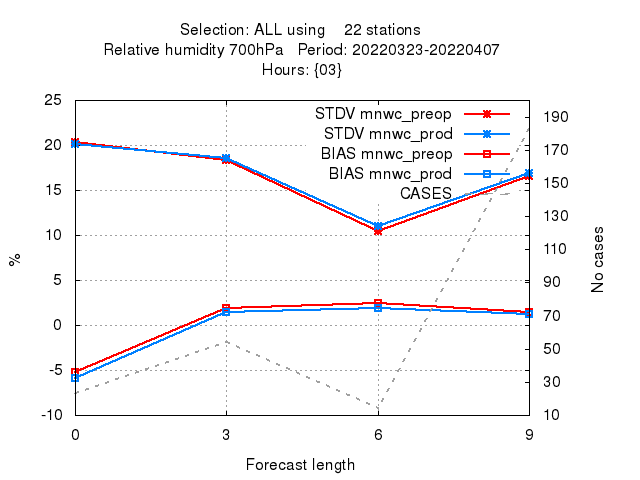 Selection: ALL using    22 stations
Relative humidity 700hPa   Period: 20220323-20220407
Hours: {03}
STDV mnwc_preop
STDV mnwc_prod
BIAS mnwc_preop
BIAS mnwc_prod
CASES
25
20
15
10
5
0
-5
-10
%
190
170
150
130
110
90
70
50
30
10
No cases
0 3 6 9
Forecast length